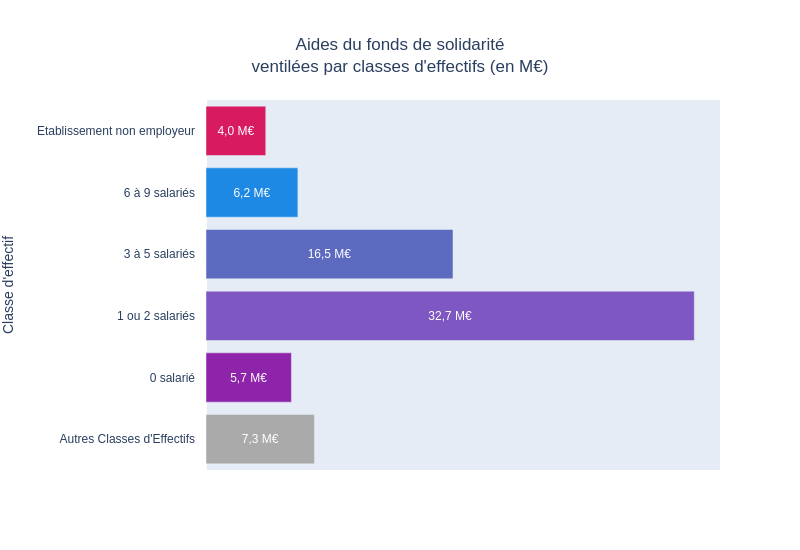 Aides du fonds de solidarité
ventilées par classes d'effectifs (en M€)
Classe d'effectif
Etablissement non employeur
4,0 M€
6 à 9 salariés
6,2 M€
3 à 5 salariés
16,5 M€
1 ou 2 salariés
32,7 M€
0 salarié
5,7 M€
Autres Classes d'Effectifs
7,3 M€